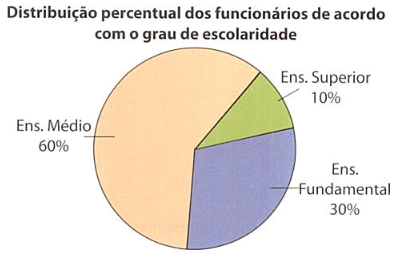 Distribuição percentual dos funcionários de acordo
com o grau de escolaridade
Ens. Superior
10%
Ens. Médio
60%
Ens.
Fundamental
30%